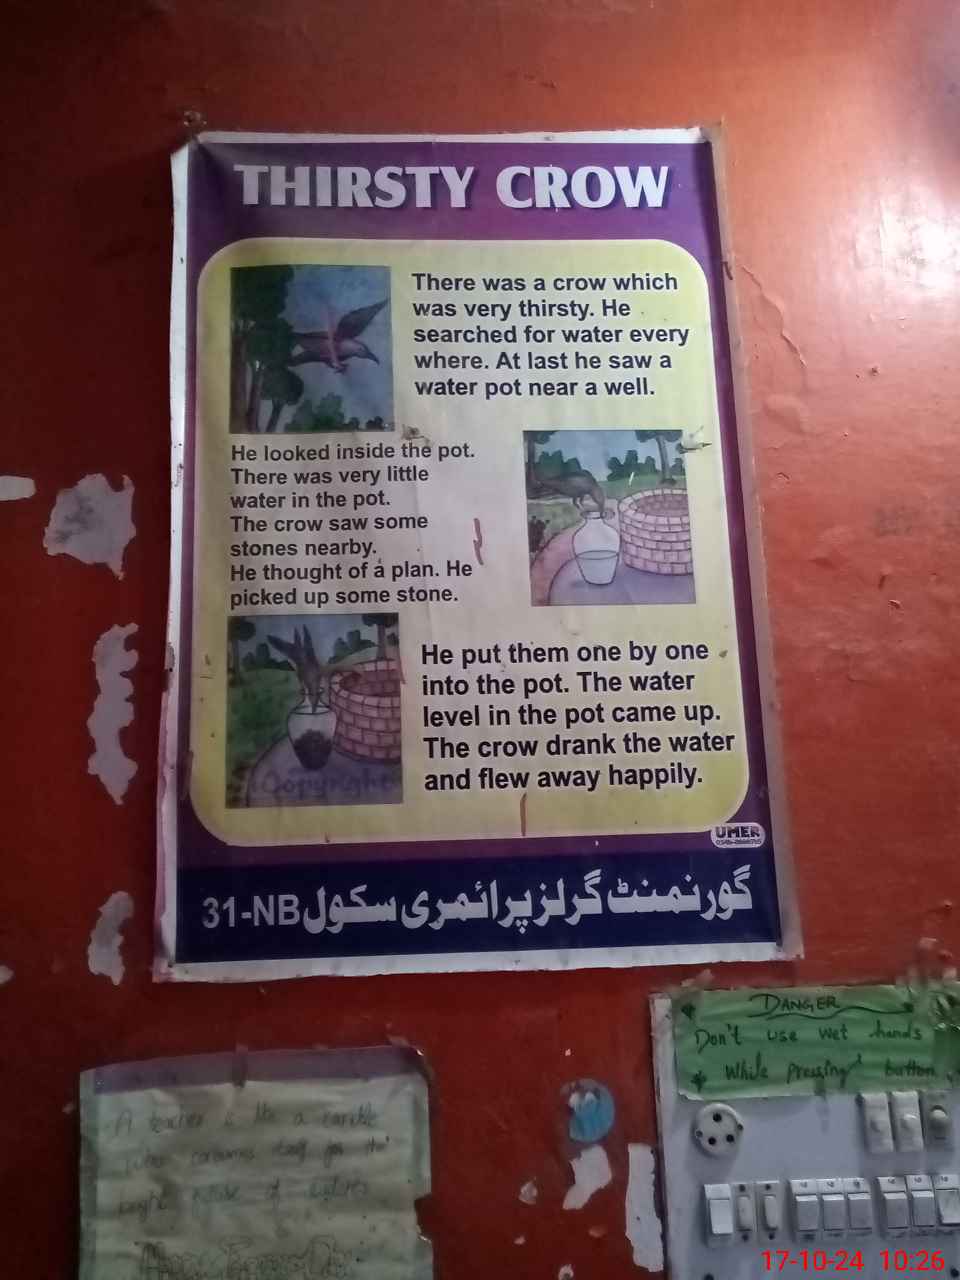 THIRSTY CROW
There was a crow which
was very thirsty. He
searched for water every
where. At last he saw a
water pot near a well.
He looked inside the pot.
There was very little
water in the pot.
The crow saw some
stones nearby.
He thought of a plan. He
picked up some stone.
He put them one by one
into the pot. The water
level in the pot came up.
The crow drank the water
and flew away happily.
Copyright
UMER
گورنمنٹ گرلز پرائمری سکول 31-NB
DANGER
Don't use wet hands
While pressing button
A teacher is like a candle
itself for the
17-10-24 10:26